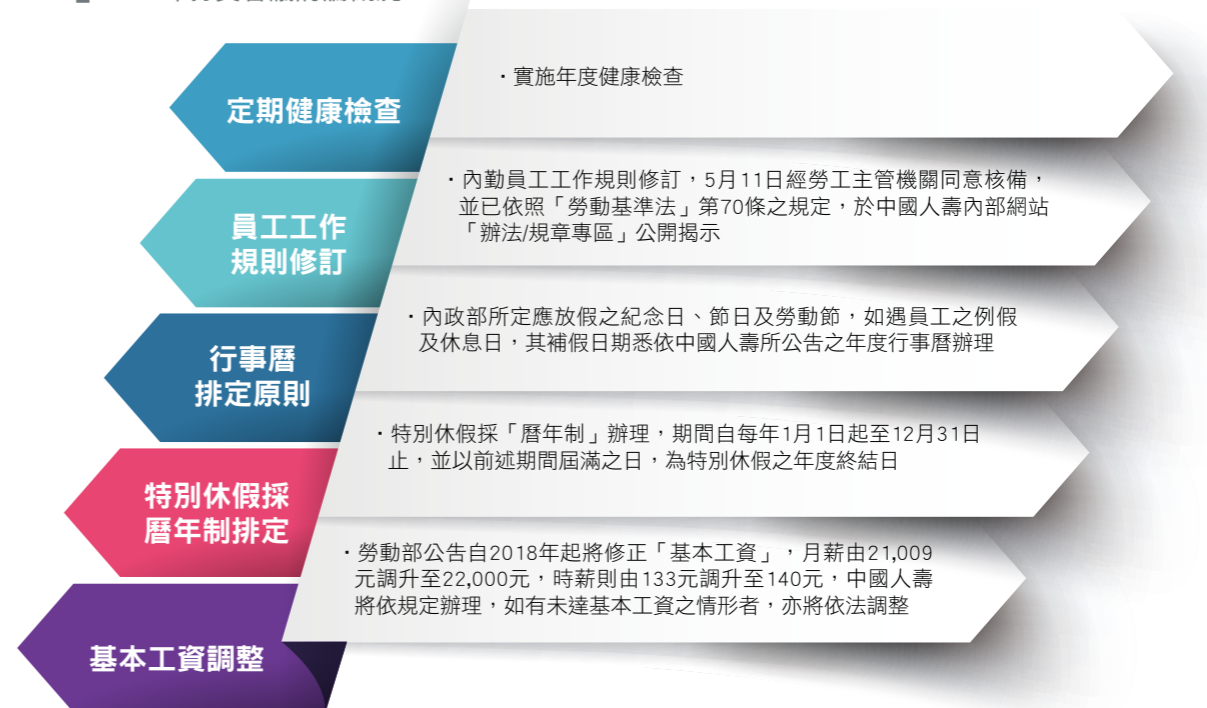 定期健康檢查
・實施年度健康檢查
員工工作
規則修訂
・內勤員工工作規則修訂，5月11日經勞工主管機關同意核備，
並已依照「勞動基準法」第70條之規定，於中國人壽內部網站
「辦法/規章專區」公開揭示
行事曆
排定原則
・內政部所定應放假之紀念日、節日及勞動節，如遇員工之例假
及休息日，其補假日期悉依中國人壽所公告之年度行事曆辦理
特別休假採
曆年制排定
・特別休假採「曆年制」辦理，期間自每年1月1日起至12月31日
止，並以前述期間屆滿之日，為特別休假之年度終結日
基本工資調整
・勞動部公告自2018年起將修正「基本工資」，月薪由21,009
元調升至22,000元，時薪則由133元調升至140元，中國人壽
將依規定辦理，如有未達基本工資之情形者，亦將依法調整